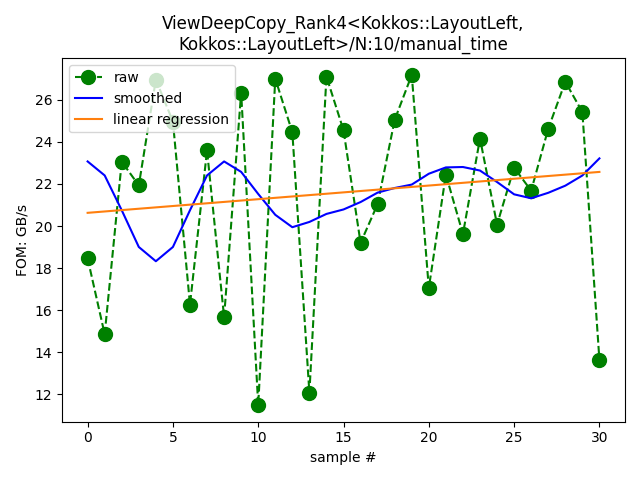 ViewDeepCopy_Rank4<Kokkos::LayoutLeft,
Kokkos::LayoutLeft>/N:10/manual_time
raw
smoothed
linear regression
FOM: GB/s
26
24
22
20
18
16
14
12
0 5 10 15 20 25 30
sample #